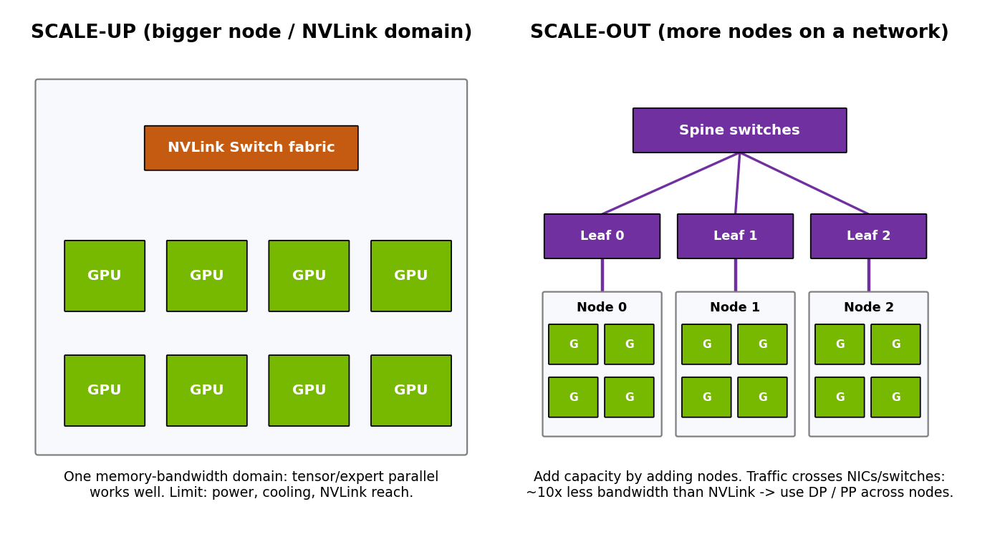 SCALE-UP (bigger node / NVLink domain)
NVLink Switch fabric
GPU GPU GPU GPU
GPU GPU GPU GPU
One memory-bandwidth domain: tensor/expert parallel
works well. Limit: power, cooling, NVLink reach.
SCALE-OUT (more nodes on a network)
Spine switches
Leaf 0 Leaf 1 Leaf 2
Node 0 Node 1 Node 2
G G G G G G
G G G G G G
Add capacity by adding nodes. Traffic crosses NICs/switches:
~10x less bandwidth than NVLink -> use DP / PP across nodes.